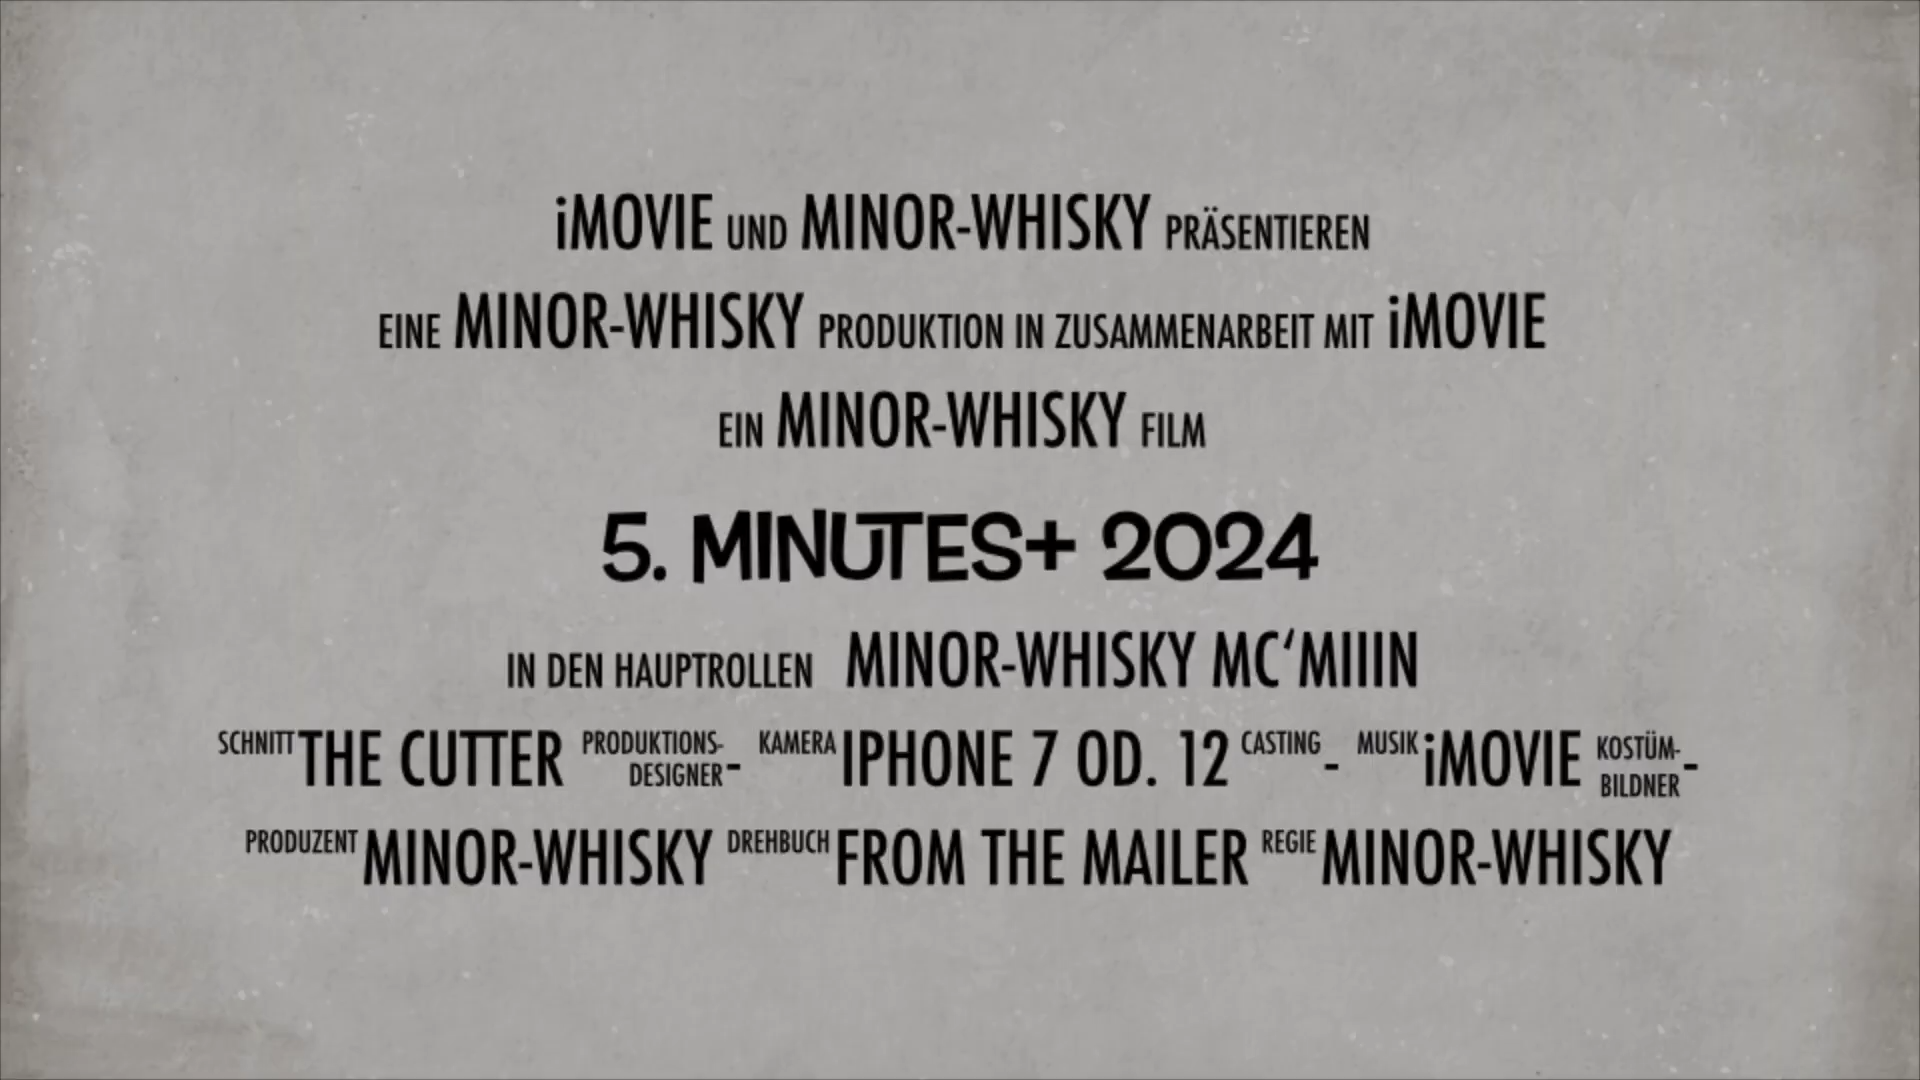 iMOVIE UND MINOR-WHISKY PRÄSENTIEREN
EINE MINOR-WHISKY PRODUKTION IN ZUSAMMENARBEIT MIT iMOVIE
EIN MINOR-WHISKY FILM
5. MINUTES+ 2024
IN DEN HAUPTROLLEN MINOR-WHISKY MC‘MIIIN
SCHNITT THE CUTTER PRODUKTIONS-DESIGNER - KAMERA IPHONE 7 OD. 12 CASTING - MUSIK iMOVIE KOSTÜM-BILDNER -
PRODUZENT MINOR-WHISKY DREHBUCH FROM THE MAILER REGIE MINOR-WHISKY